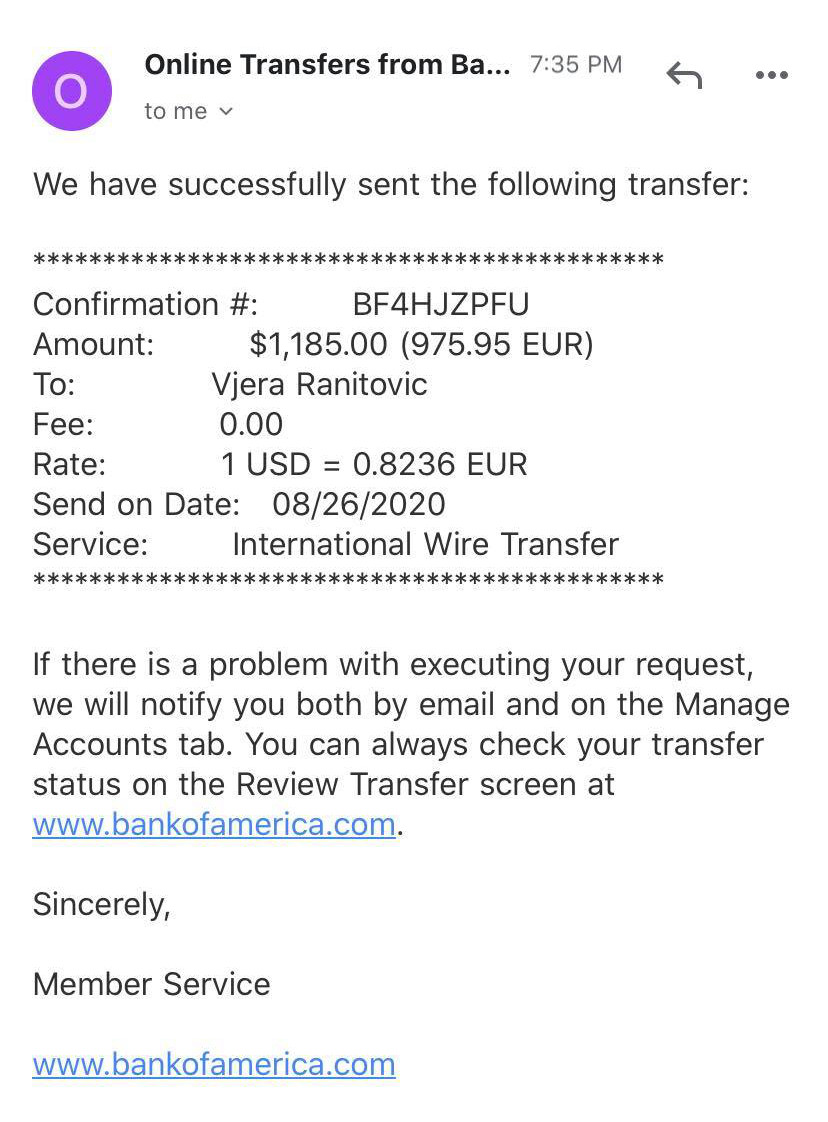 O
Online Transfers from Ba... 7:35 PM
to me
We have successfully sent the following transfer:
*********************************************
Confirmation #: BF4HJZPFU
Amount: $1,185.00 (975.95 EUR)
To: Vjera Ranitovic
Fee: 0.00
Rate: 1 USD = 0.8236 EUR
Send on Date: 08/26/2020
Service: International Wire Transfer
*********************************************
If there is a problem with executing your request,
we will notify you both by email and on the Manage
Accounts tab. You can always check your transfer
status on the Review Transfer screen at
www.bankofamerica.com.
Sincerely,
Member Service
www.bankofamerica.com